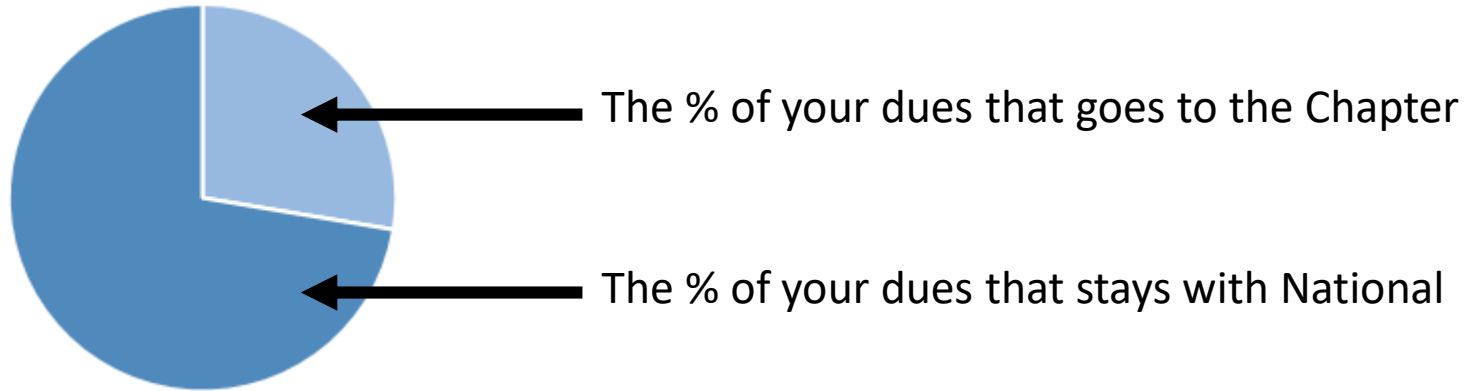 The % of your dues that goes to the Chapter
The % of your dues that stays with National